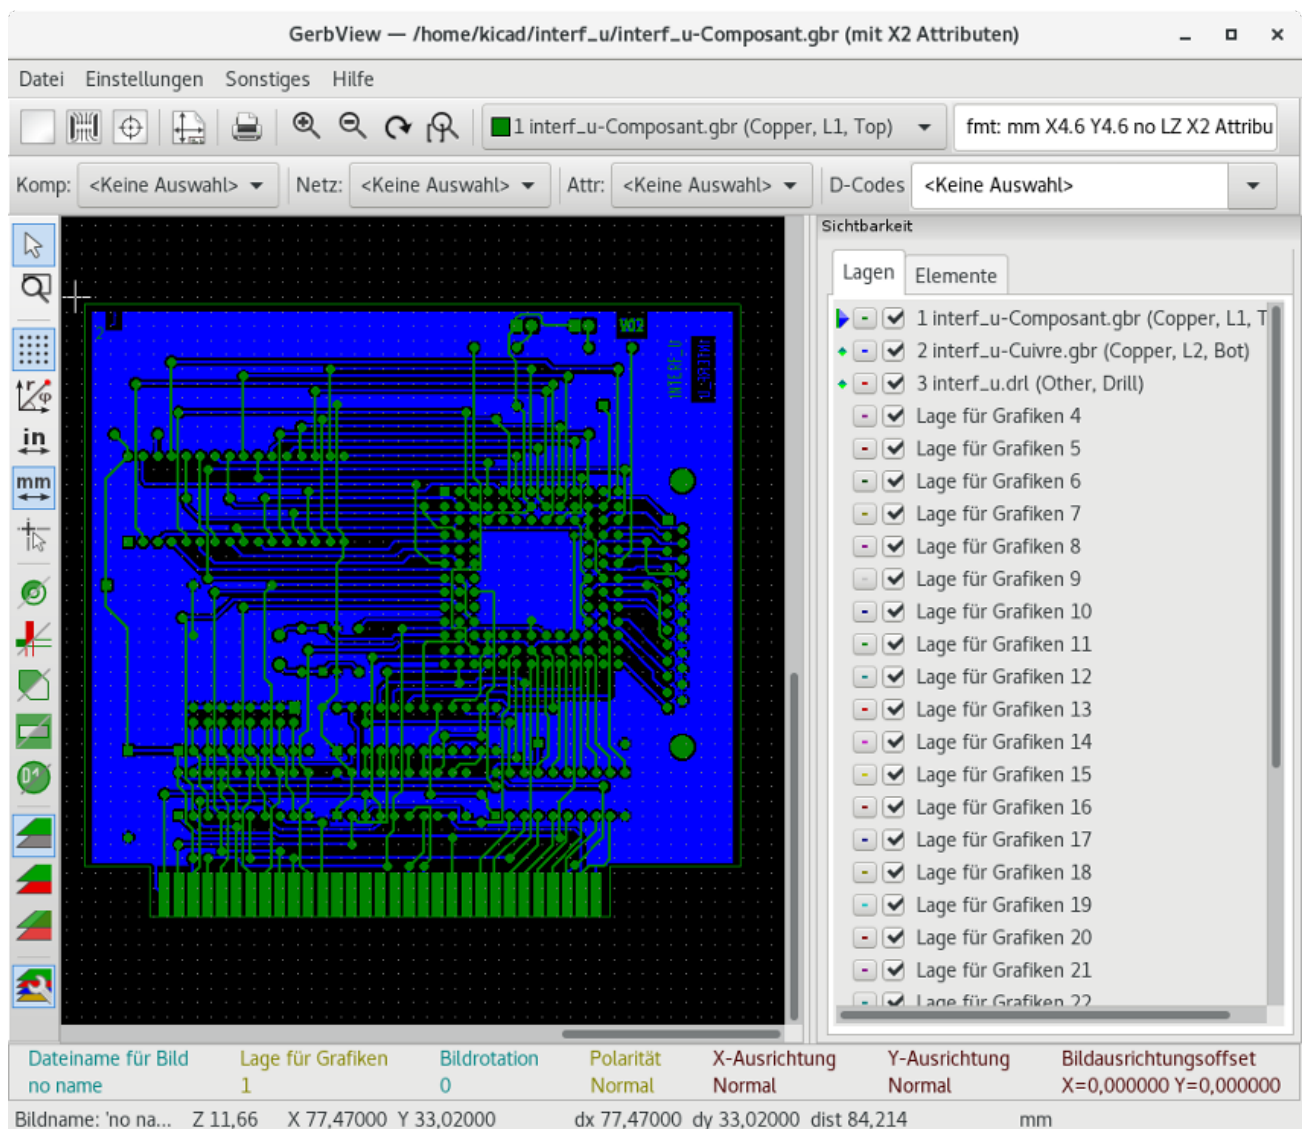 GerbView — /home/kicad/interf_u/interf_u-Composant.gbr (mit X2 Attributen)
Datei Einstellungen Sonstiges Hilfe
1 interf_u-Composant.gbr (Copper, L1, Top) fmt: mm X4.6 Y4.6 no LZ X2 Attribu
Komp: <Keine Auswahl> Netz: <Keine Auswahl> Attr: <Keine Auswahl> D-Codes <Keine Auswahl>
Sichtbarkeit
Lagen Elemente
in
mm
2
V02
INTERF_U
1 interf_u-Composant.gbr (Copper, L1, T
2 interf_u-Cuivre.gbr (Copper, L2, Bot)
3 interf_u.drl (Other, Drill)
Lage für Grafiken 4
Lage für Grafiken 5
Lage für Grafiken 6
Lage für Grafiken 7
Lage für Grafiken 8
Lage für Grafiken 9
Lage für Grafiken 10
Lage für Grafiken 11
Lage für Grafiken 12
Lage für Grafiken 13
Lage für Grafiken 14
Lage für Grafiken 15
Lage für Grafiken 16
Lage für Grafiken 17
Lage für Grafiken 18
Lage für Grafiken 19
Lage für Grafiken 20
Lage für Grafiken 21
Lage für Grafiken 22
Dateiname für Bild Lage für Grafiken Bildrotation Polarität X-Ausrichtung Y-Ausrichtung Bildausrichtungsoffset
no name 1 0 Normal Normal Normal X=0,000000 Y=0,000000
Bildname: 'no na... Z 11,66 X 77,47000 Y 33,02000 dx 77,47000 dy 33,02000 dist 84,214 mm